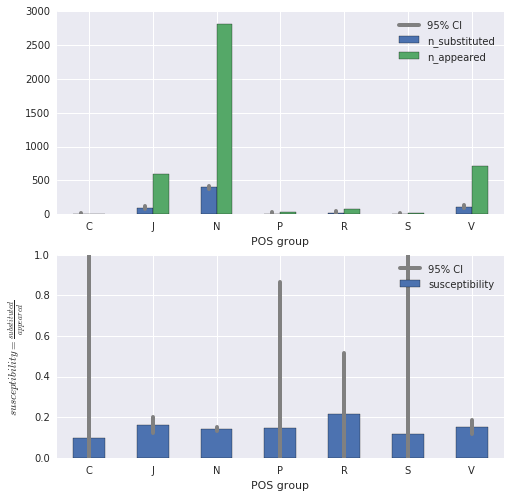 3000
2500
2000
1500
1000
500
0
95% CI
n_substituted
n_appeared
C J N P R S V
POS group
1.0
0.8
0.6
0.4
0.2
0.0
susceptibility = substituted/appeared
95% CI
susceptibility
C J N P R S V
POS group